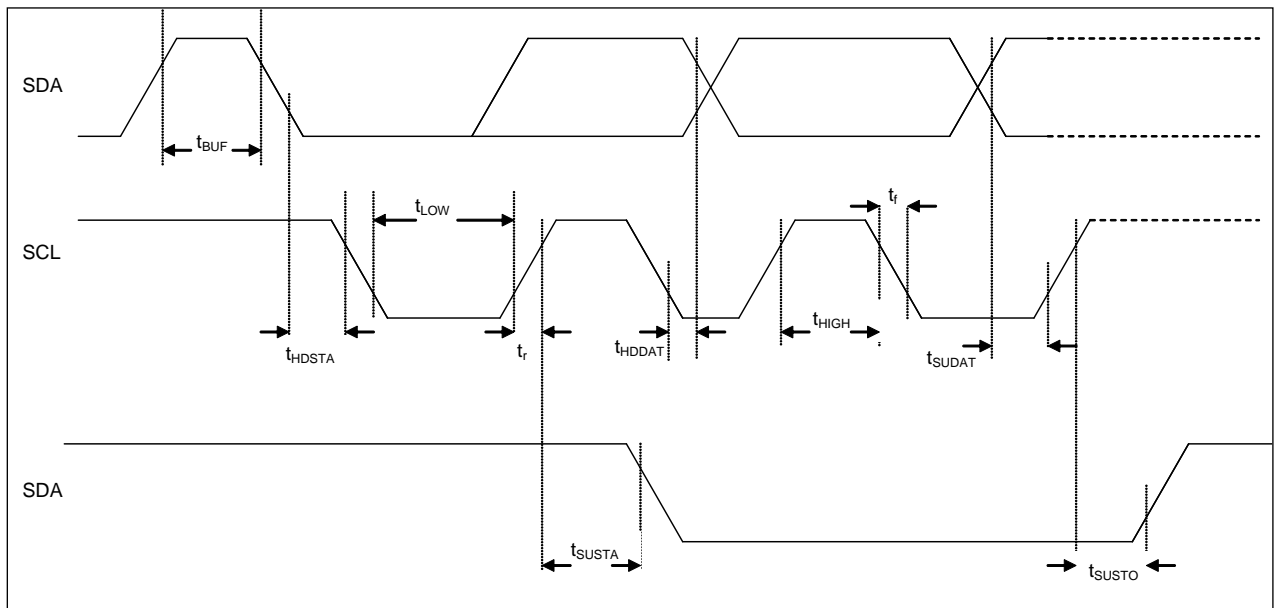 SDA
t_BUF
t_LOW
t_f
SCL
t_HDSTA
t_r
t_HDDAT
t_HIGH
t_SUDAT
SDA
t_SUSTA
t_SUSTO